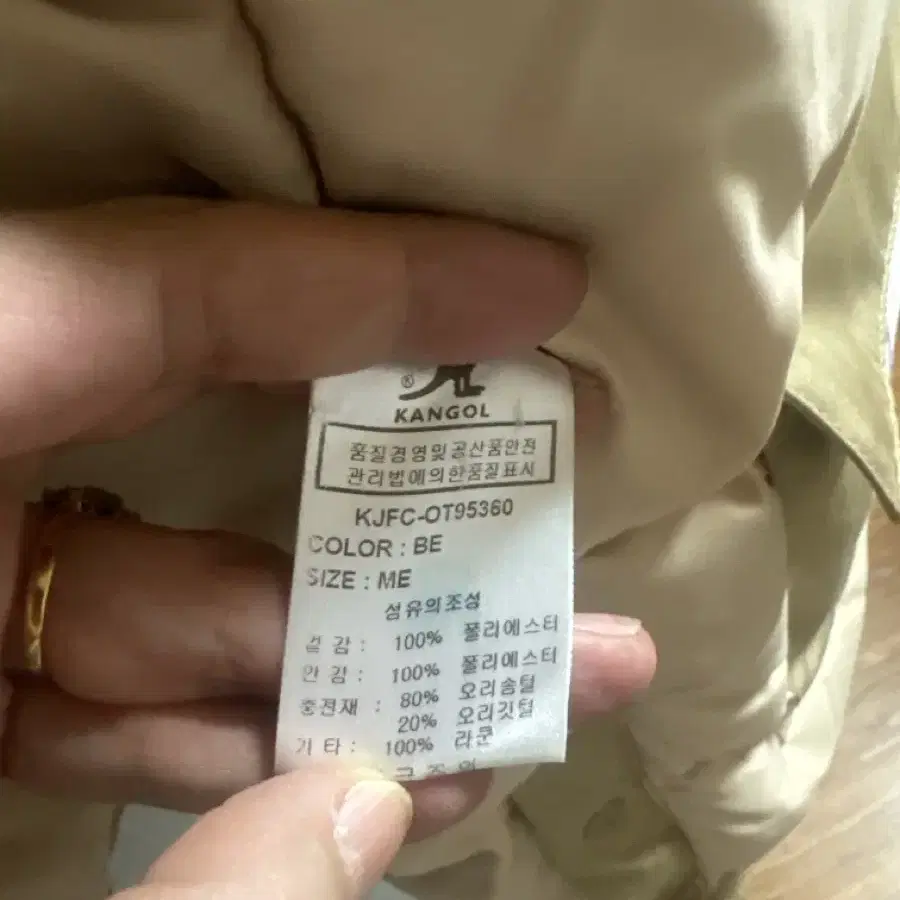 ®
KANGOL
품질경영및공산품안전
관리법에의한품질표시
KJFC-OT95360
COLOR : BE
SIZE : ME
섬유의조성
겉 감 : 100% 폴리에스터
안 감 : 100% 폴리에스터
충전재 : 80% 오리솜털
20% 오리깃털
기 타 : 100% 라쿤